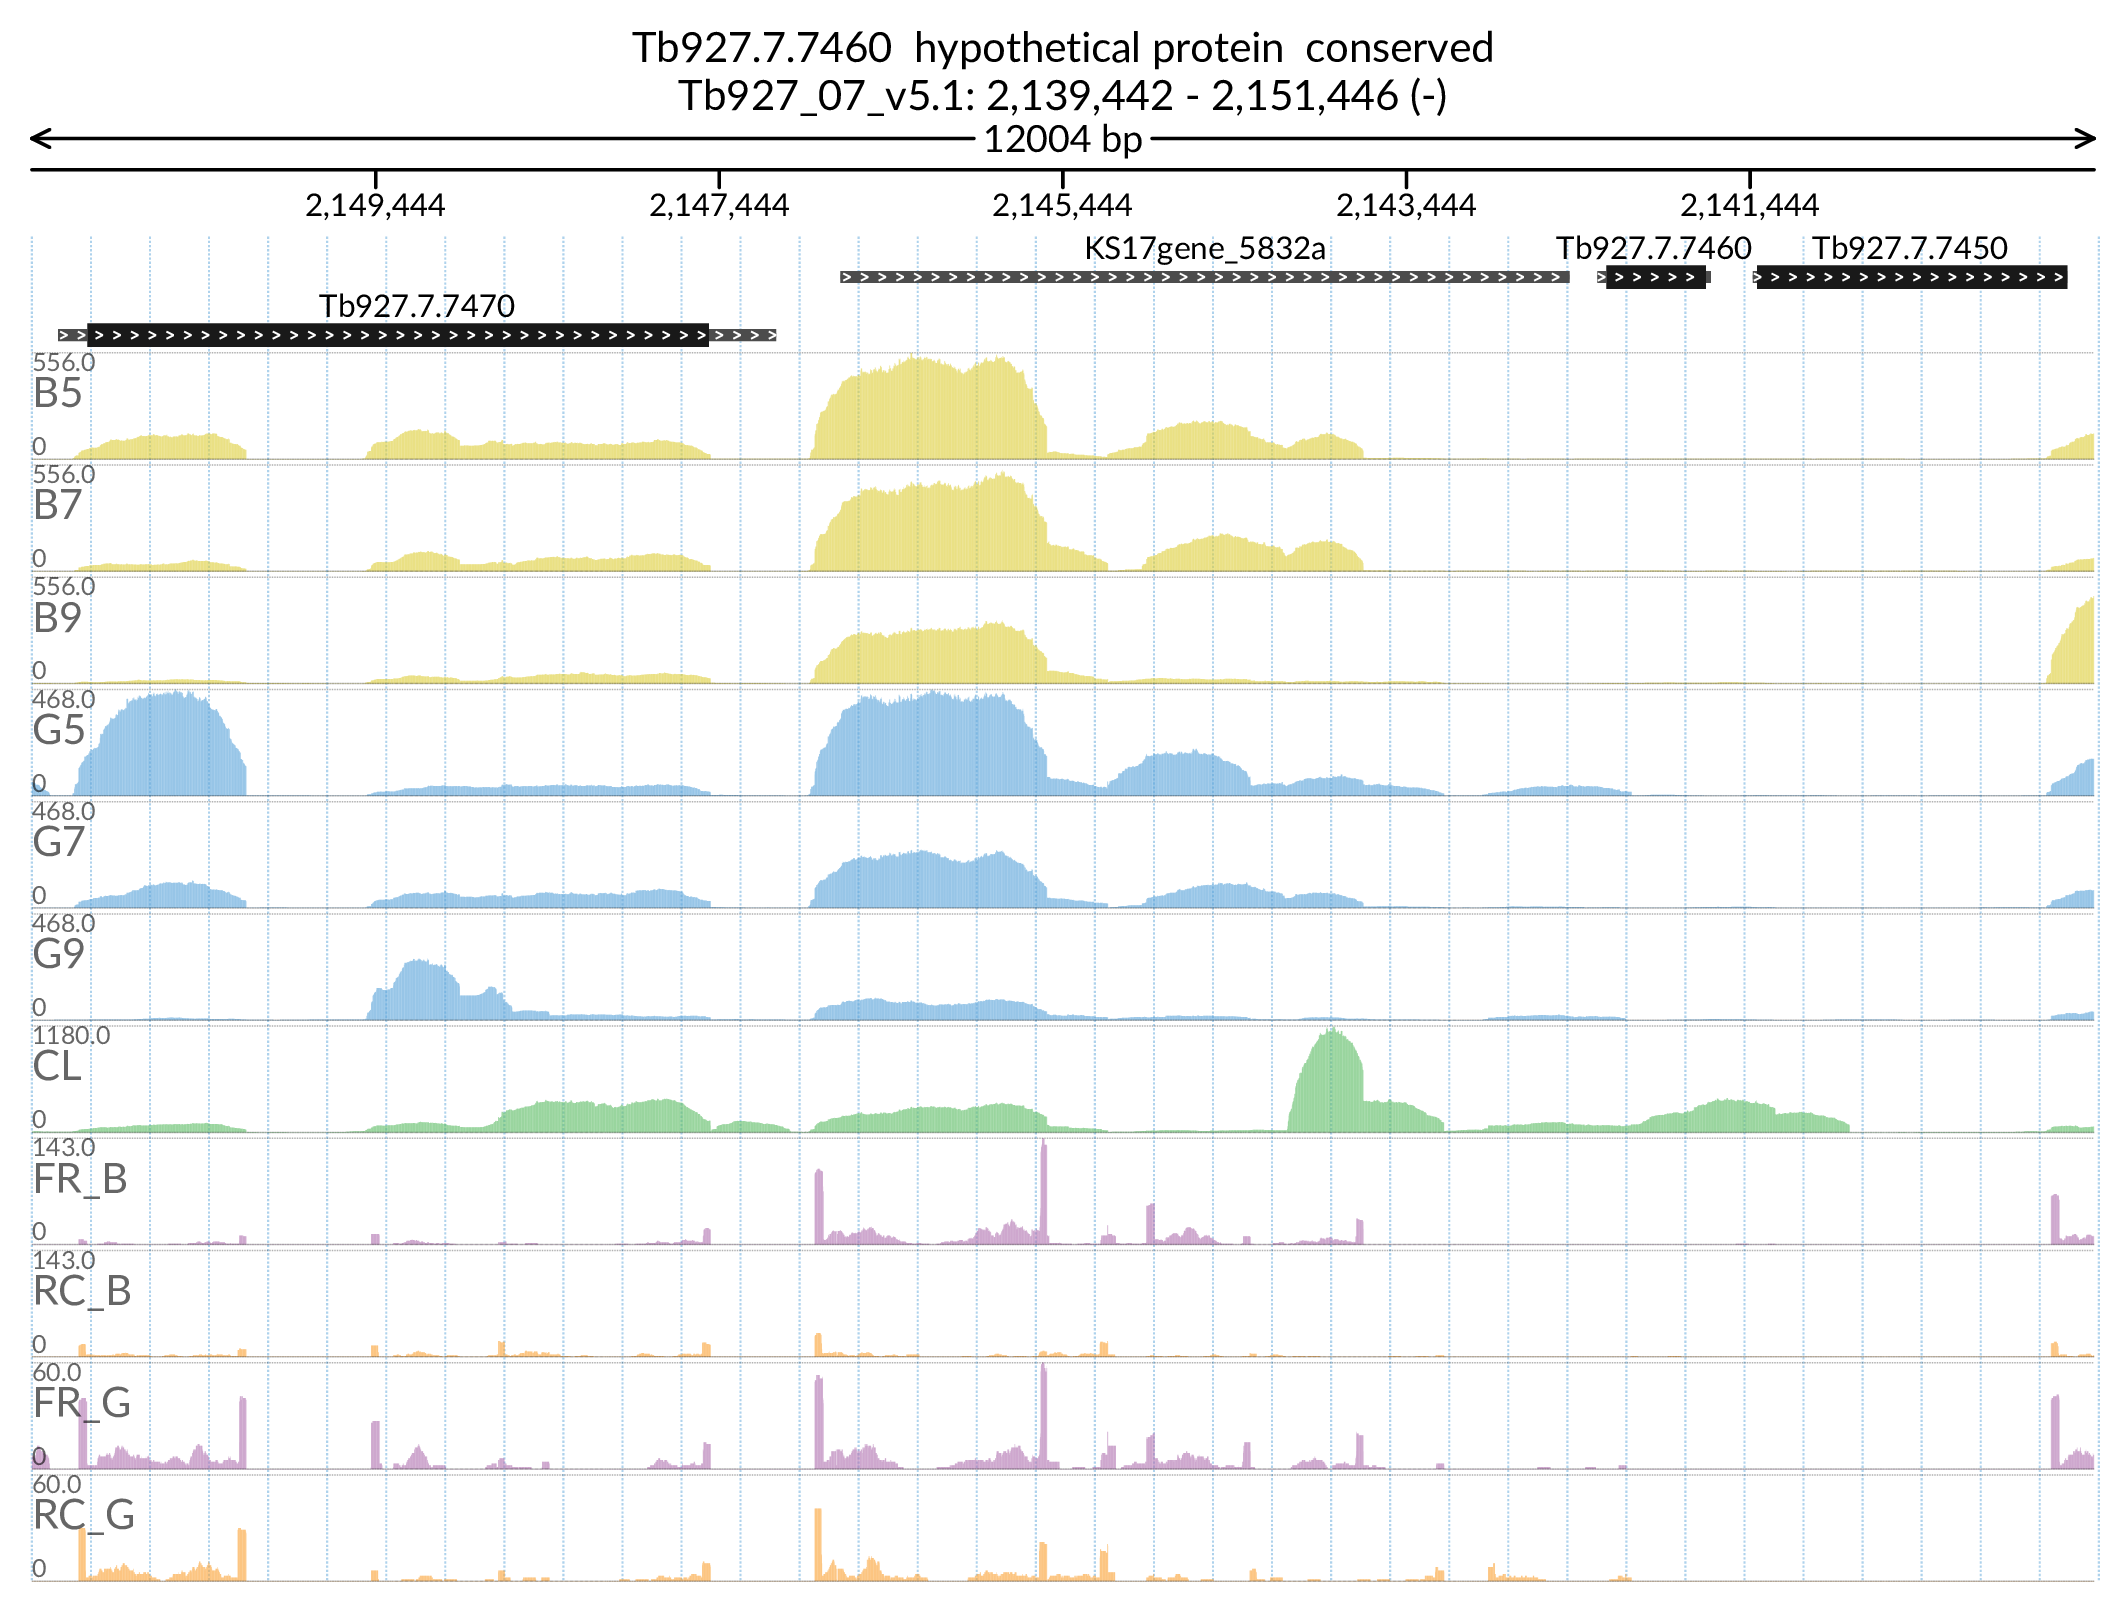 Tb927.7.7460  hypothetical protein  conserved
Tb927_07_v5.1: 2,139,442 - 2,151,446 (-)
12004 bp
2,149,444 2,147,444 2,145,444 2,143,444 2,141,444
KS17gene_5832a Tb927.7.7460 Tb927.7.7450
Tb927.7.7470
556.0
B5
0
556.0
B7
0
556.0
B9
0
468.0
G5
0
468.0
G7
0
468.0
G9
0
1180.0
CL
0
143.0
FR_B
0
143.0
RC_B
0
60.0
FR_G
0
60.0
RC_G
0